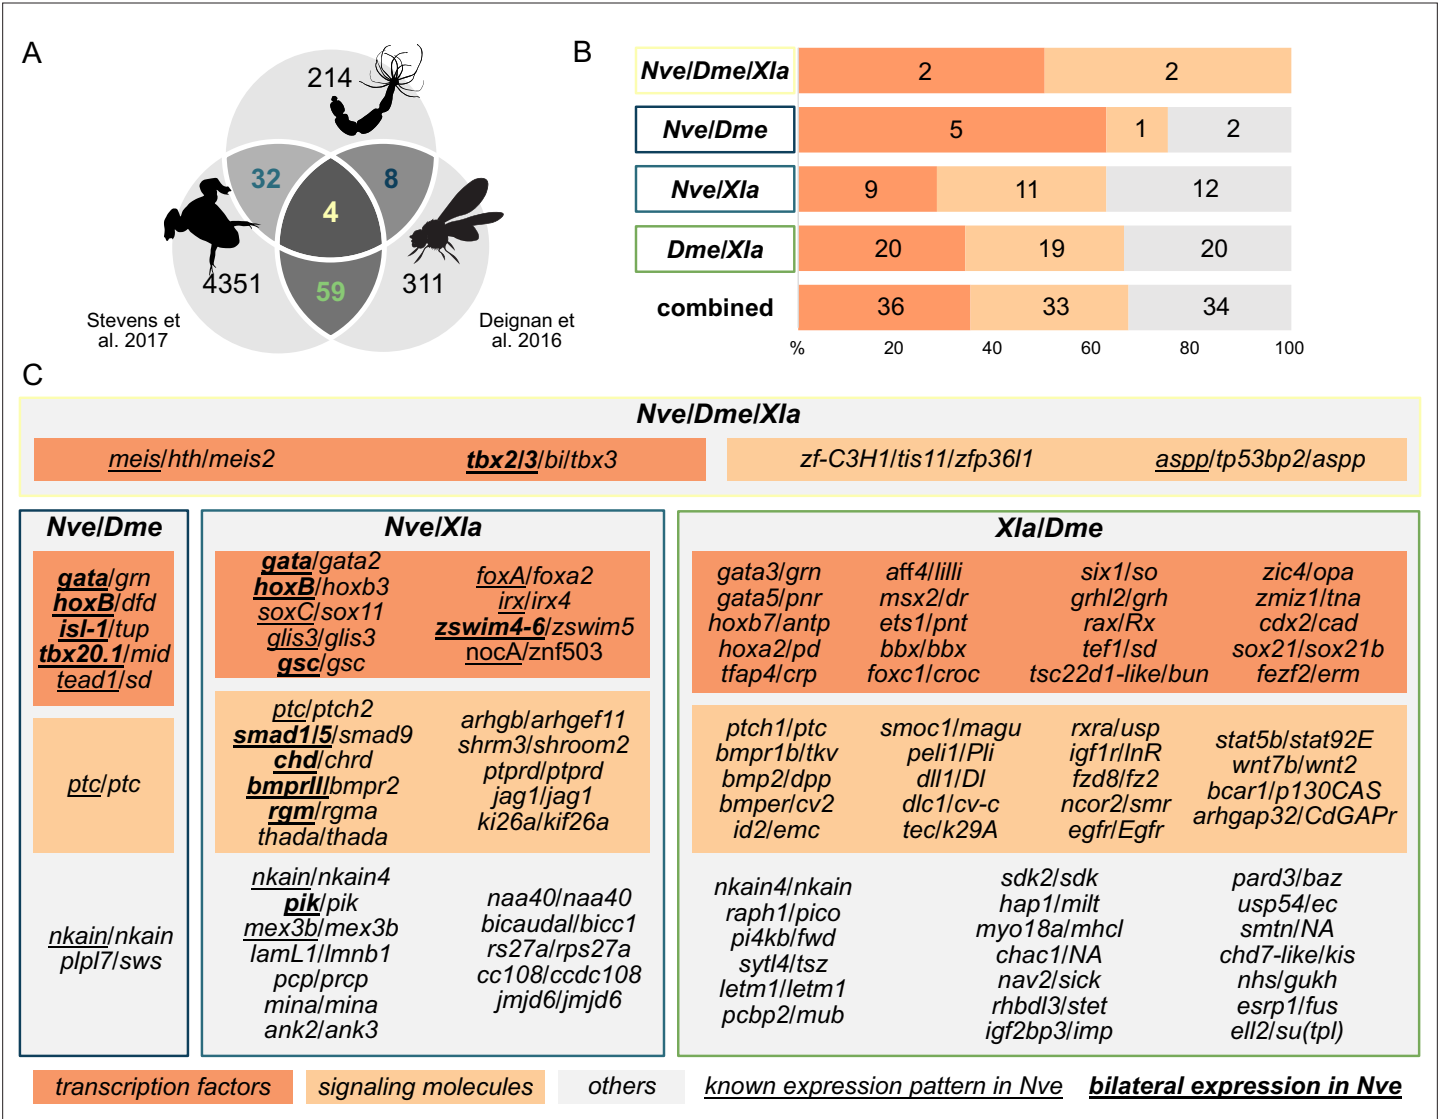 A
214
32
8
4
4351
59
311
Stevens et
al. 2017
Deignan et
al. 2016
B
Nve/Dme/Xla
2
2
Nve/Dme
5
1
2
Nve/Xla
9
11
12
Dme/Xla
20
19
20
combined
36
33
34
%
20
40
60
80
100
C
Nve/Dme/Xla
meis/hth/meis2
tbx2/3/bi/tbx3
zf-C3H1/tis11/zfp36l1
aspp/tp53bp2/aspp
Nve/Dme
gata/grn
hoxB/dfd
isl-1/tup
tbx20.1/mid
tead1/sd
ptc/ptc
nkain/nkain
plpl7/sws
Nve/Xla
gata/gata2
hoxB/hoxb3
soxC/sox11
glis3/glis3
gsc/gsc
foxA/foxa2
irx/irx4
zswim4-6/zswim5
nocA/znf503
ptc/ptch2
smad1/5/smad9
chd/chrd
bmprII/bmpr2
rgm/rgma
thada/thada
arhgb/arhgef11
shrm3/shroom2
ptprd/ptprd
jag1/jag1
ki26a/kif26a
nkain/nkain4
pik/pik
mex3b/mex3b
lamL1/lmnb1
pcp/prcp
mina/mina
ank2/ank3
naa40/naa40
bicaudal/bicc1
rs27a/rps27a
cc108/ccdc108
jmjd6/jmjd6
Xla/Dme
gata3/grn
gata5/pnr
hoxb7/antp
hoxa2/pd
tfap4/crp
aff4/lilli
msx2/dr
ets1/pnt
bbx/bbx
foxc1/croc
six1/so
grhl2/grh
rax/Rx
tef1/sd
tsc22d1-like/bun
zic4/opa
zmiz1/tna
cdx2/cad
sox21/sox21b
fezf2/erm
ptch1/ptc
bmpr1b/tkv
bmp2/dpp
bmper/cv2
id2/emc
smoc1/magu
peli1/Pli
dll1/Dl
dlc1/cv-c
tec/k29A
rxra/usp
igf1r/InR
fzd8/fz2
ncor2/smr
egfr/Egfr
stat5b/stat92E
wnt7b/wnt2
bcar1/p130CAS
arhgap32/CdGAPr
nkain4/nkain
raph1/pico
pi4kb/fwd
sytl4/tsz
letm1/letm1
pcbp2/mub
sdk2/sdk
hap1/milt
myo18a/mhcl
chac1/NA
nav2/sick
rhbdl3/stet
igf2bp3/imp
pard3/baz
usp54/ec
smtn/NA
chd7-like/kis
nhs/gukh
esrp1/fus
ell2/su(tpl)
transcription factors
signaling molecules
others
known expression pattern in Nve
bilateral expression in Nve